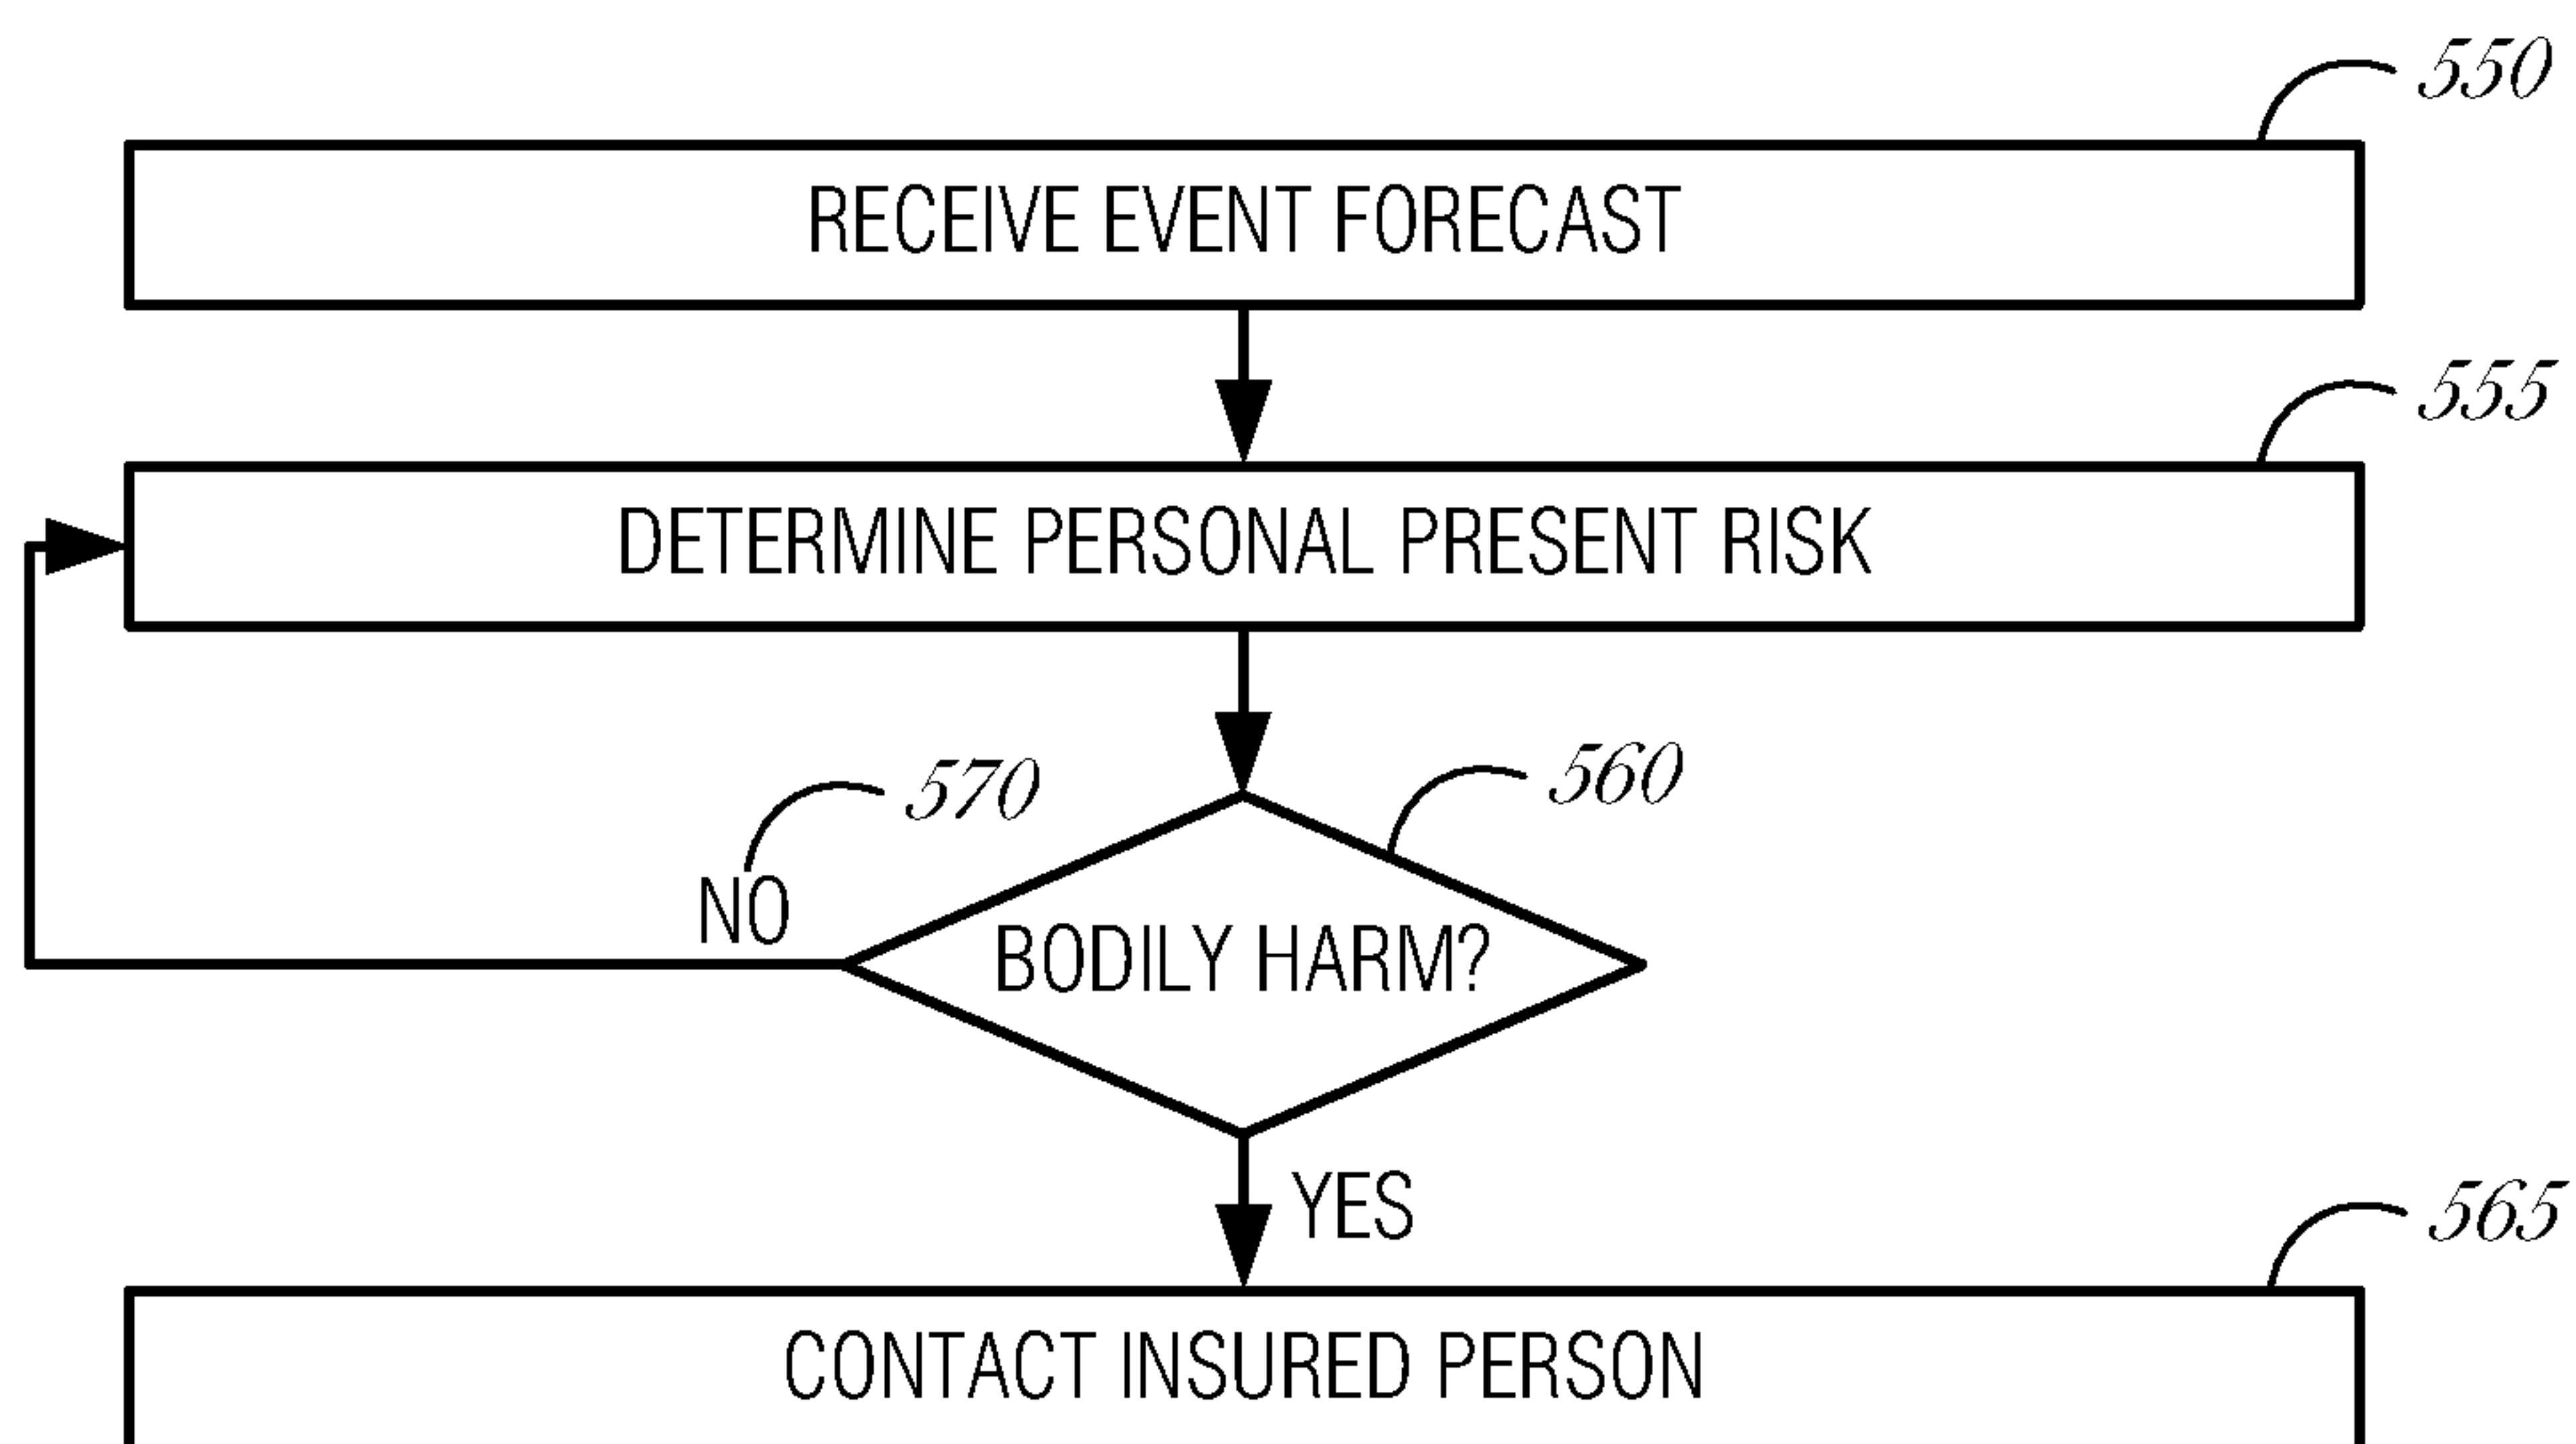 550
RECEIVE EVENT FORECAST
555
DETERMINE PERSONAL PRESENT RISK
570
560
NO
BODILY HARM?
YES
565
CONTACT INSURED PERSON